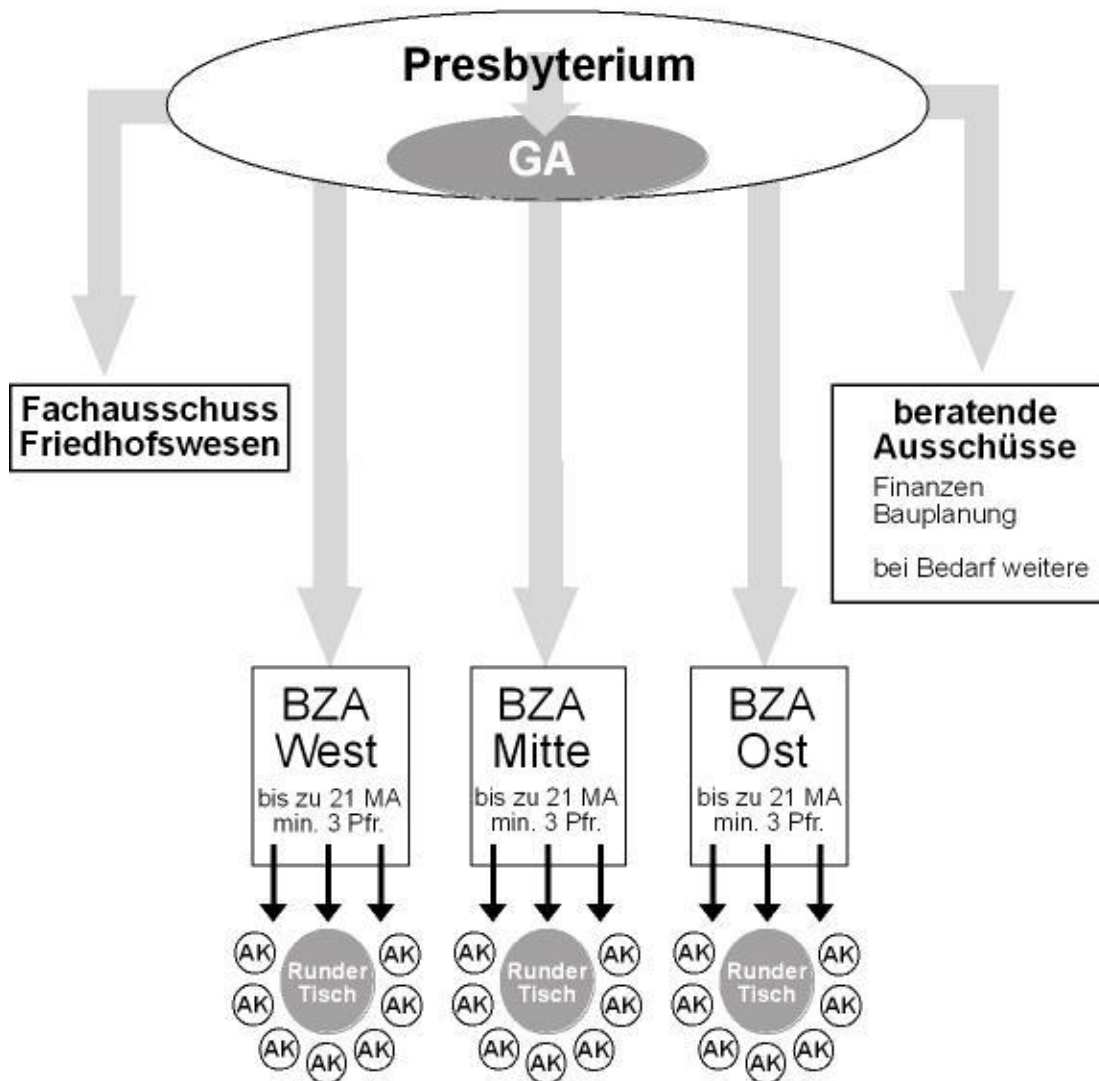 Presbyterium
GA
Fachausschuss
Friedhofswesen
beratende
Ausschüsse
Finanzen
Bauplanung
bei Bedarf weitere
BZA
West
bis zu 21 MA
min. 3 Pfr.
BZA
Mitte
bis zu 21 MA
min. 3 Pfr.
BZA
Ost
bis zu 21 MA
min. 3 Pfr.
AK
AK
AK
AK
AK
AK
AK
Runder
Tisch
AK
AK
AK
AK
AK
AK
AK
Runder
Tisch
AK
AK
AK
AK
AK
AK
AK
Runder
Tisch